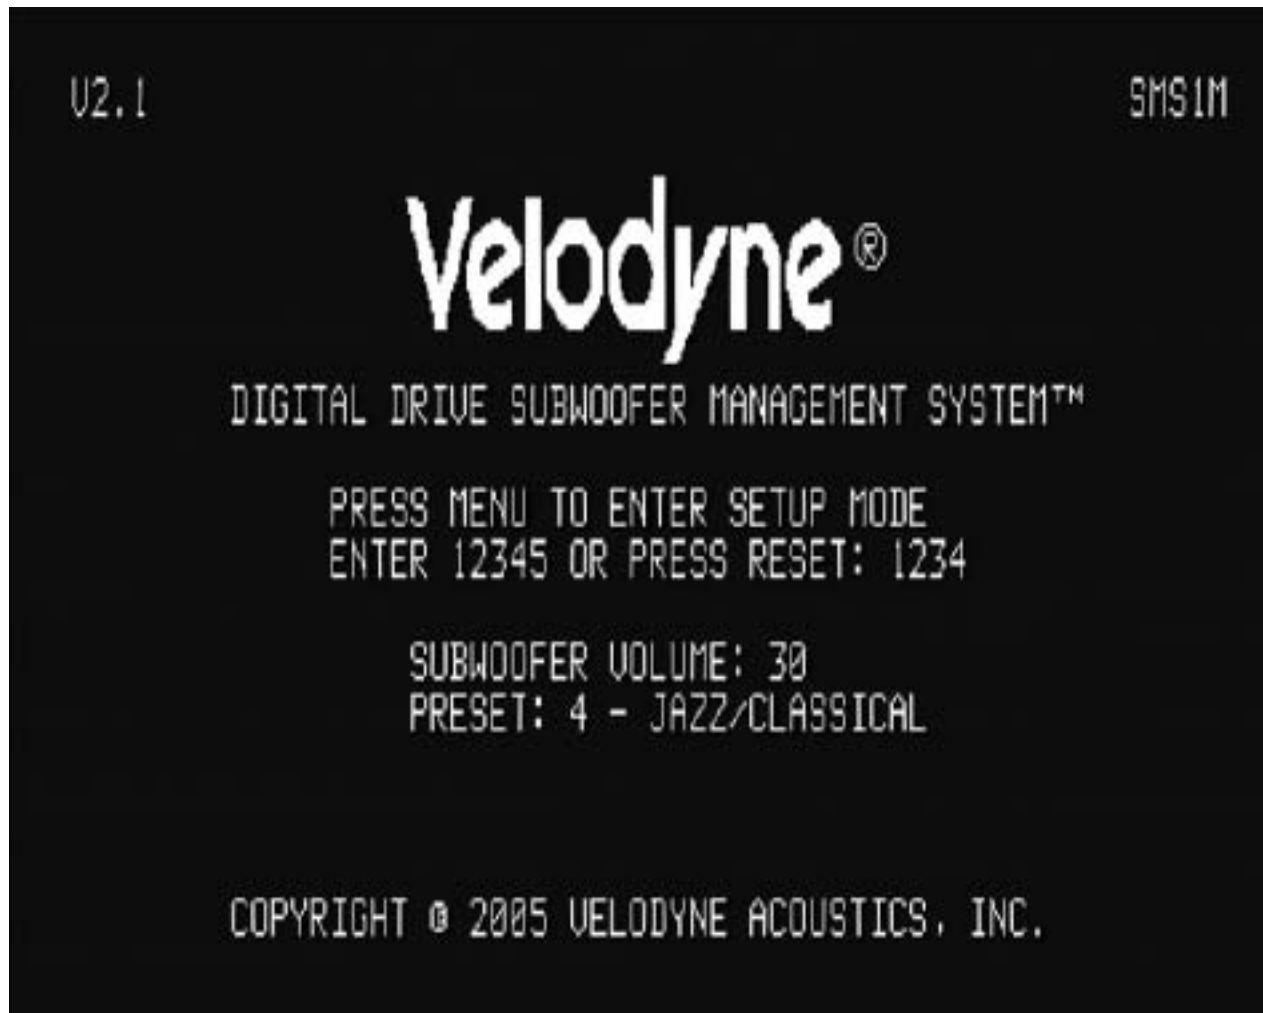 V2.1 SMS1M
Velodyne®
DIGITAL DRIVE SUBWOOFER MANAGEMENT SYSTEM™
PRESS MENU TO ENTER SETUP MODE
ENTER 12345 OR PRESS RESET: 1234
SUBWOOFER VOLUME: 30
PRESET: 4 - JAZZ/CLASSICAL
COPYRIGHT © 2005 VELODYNE ACOUSTICS, INC.